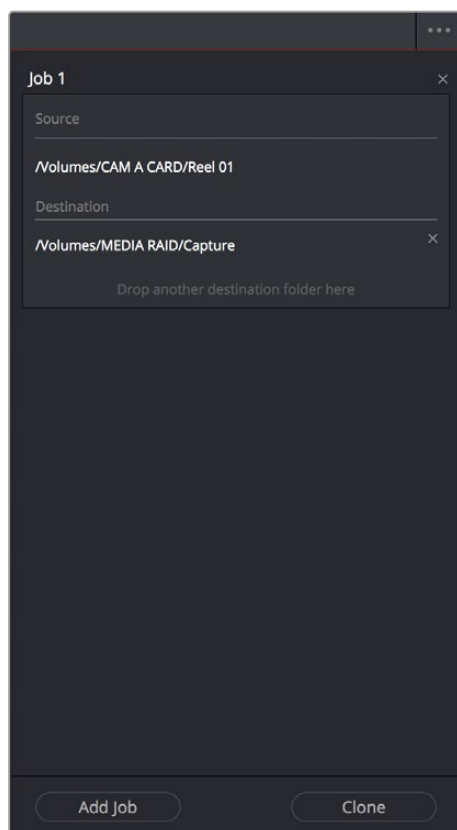 Job 1
Source
/Volumes/CAM A CARD/Reel 01
Destination
/Volumes/MEDIA RAID/Capture
Drop another destination folder here
Add Job
Clone